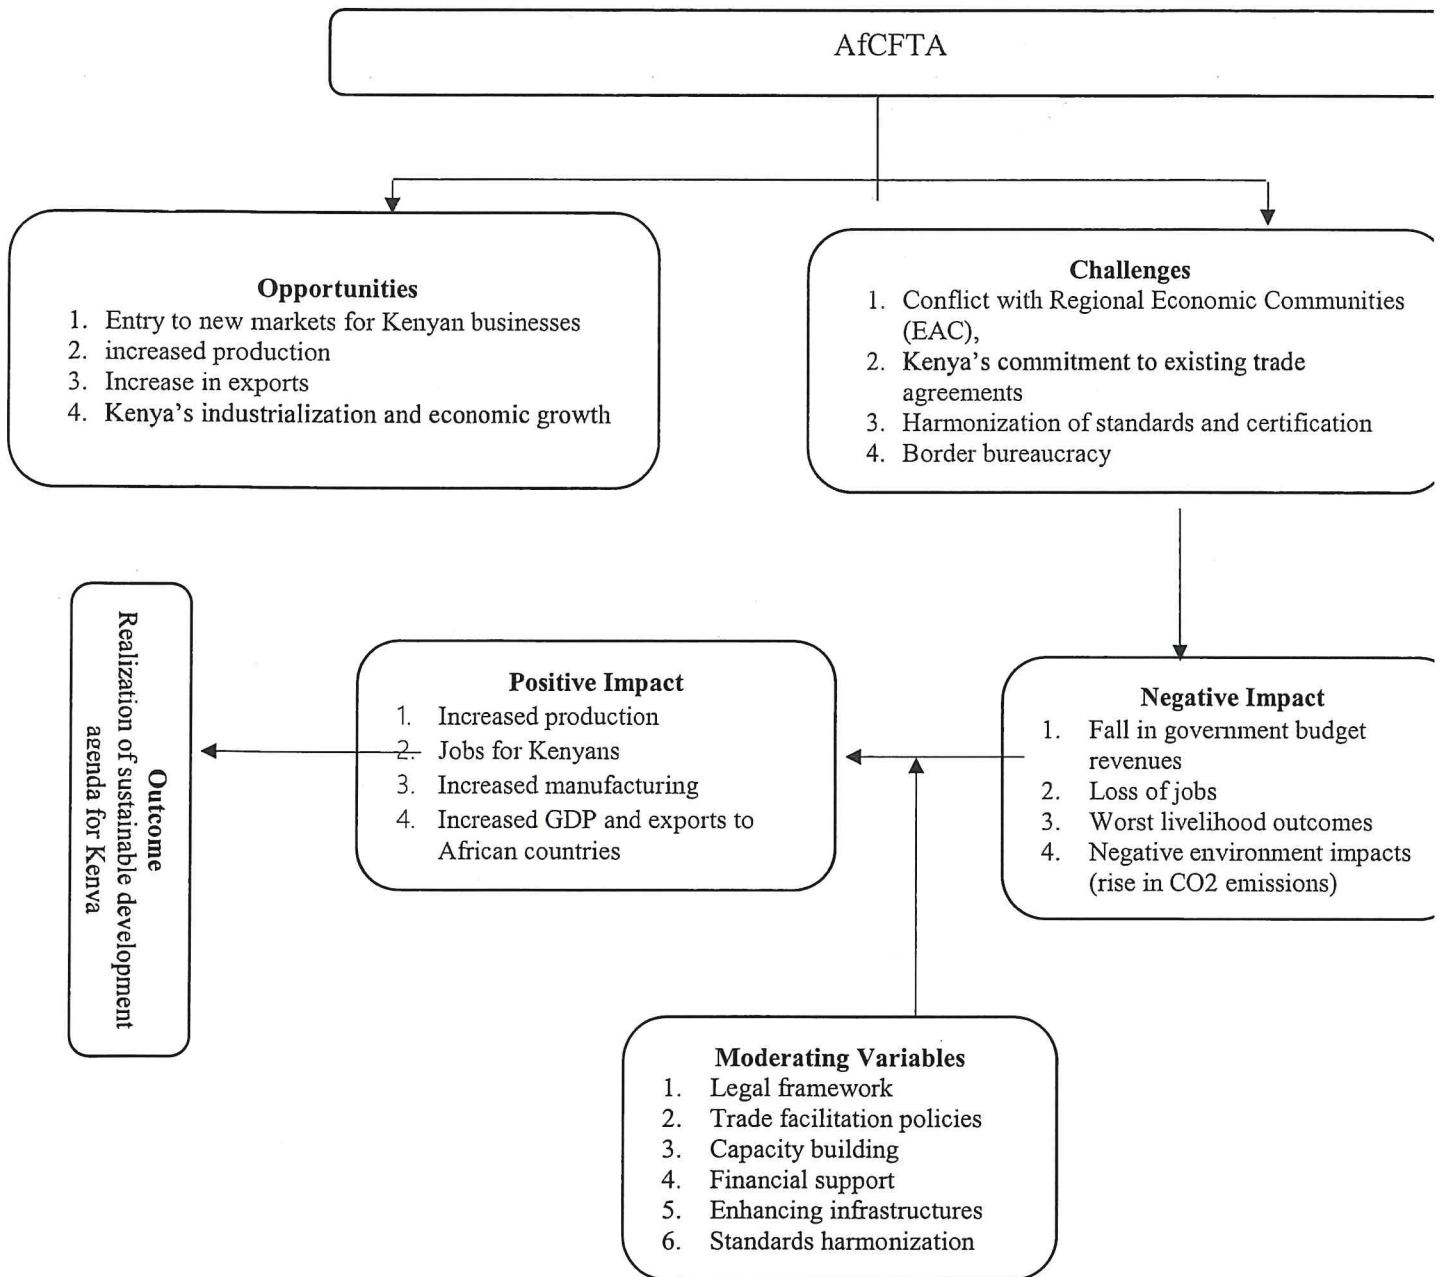 AfCFTA
Opportunities
1. Entry to new markets for Kenyan businesses
2. increased production
3. Increase in exports
4. Kenya's industrialization and economic growth
Challenges
1. Conflict with Regional Economic Communities
(EAC),
2. Kenya's commitment to existing trade
agreements
3. Harmonization of standards and certification
4. Border bureaucracy
Outcome
Realization of sustainable development
agenda for Kenya
Positive Impact
1. Increased production
2. Jobs for Kenyans
3. Increased manufacturing
4. Increased GDP and exports to
African countries
Negative Impact
1. Fall in government budget
revenues
2. Loss of jobs
3. Worst livelihood outcomes
4. Negative environment impacts
(rise in CO2 emissions)
Moderating Variables
1. Legal framework
2. Trade facilitation policies
3. Capacity building
4. Financial support
5. Enhancing infrastructures
6. Standards harmonization